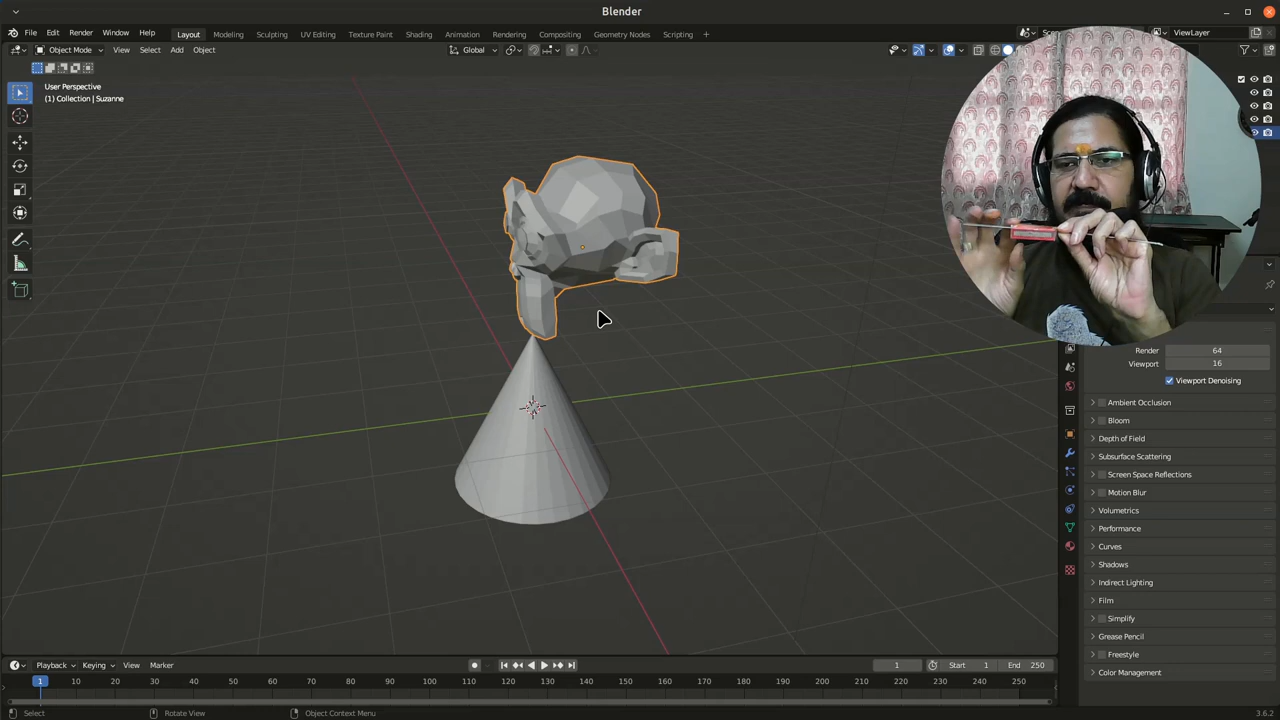 Blender
File Edit Render Window Help Layout Modeling Sculpting UV Editing Texture Paint Shading Animation Rendering Compositing Geometry Nodes Scripting ViewLayer
Object Mode View Select Add Object Global
User Perspective
(1) Collection | Suzanne
Render 64
Viewport 16
Viewport Denoising
Ambient Occlusion
Bloom
Depth of Field
Subsurface Scattering
Screen Space Reflections
Motion Blur
Volumetrics
Performance
Curves
Shadows
Indirect Lighting
Film
Simplify
Grease Pencil
Freestyle
Color Management
Playback Keying View Marker 1 Start 1 End 250
1 10 20 30 40 50 60 70 80 90 100 110 120 130 140 150 160 170 180 190 200 210 220 230 240 250
Select Rotate View Object Context Menu 3.6.2